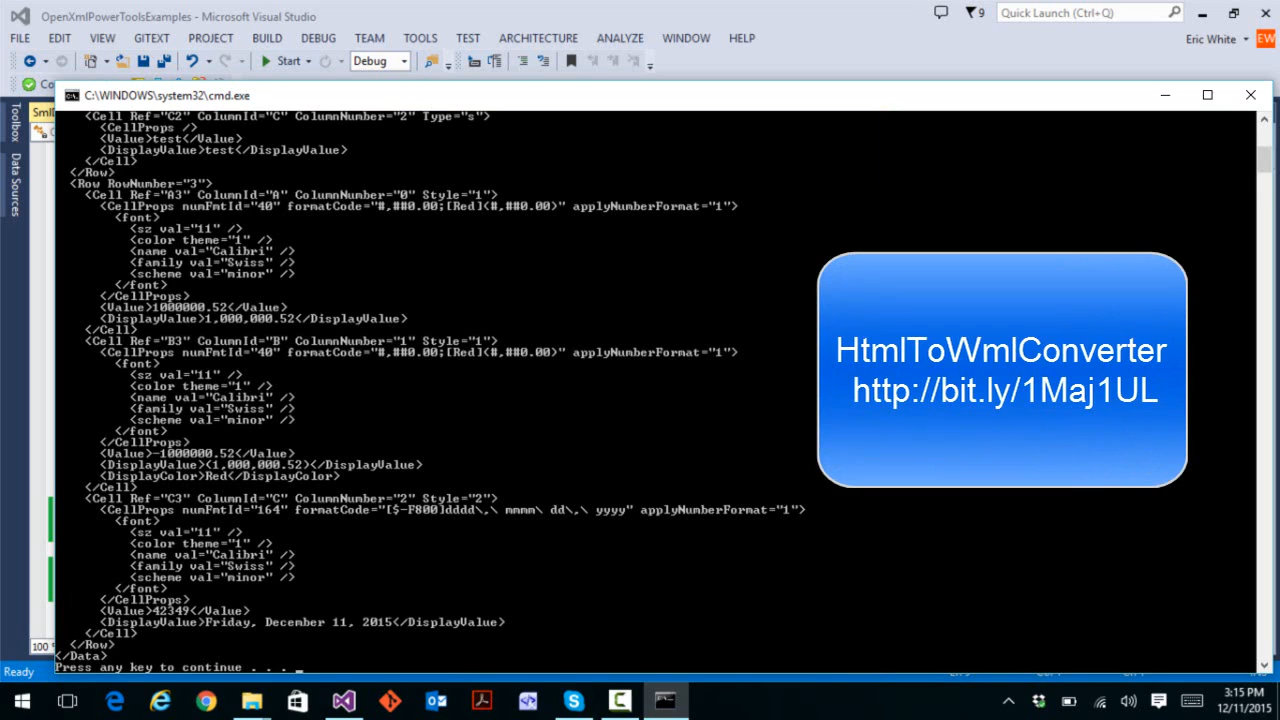 OpenXmlPowerToolsExamples - Microsoft Visual Studio
9
Quick Launch (Ctrl+Q)
FILE EDIT VIEW GITEXT PROJECT BUILD DEBUG TEAM TOOLS TEST ARCHITECTURE ANALYZE WINDOW HELP
Eric White EW
Start Debug
C:\WINDOWS\system32\cmd.exe
Toolbox
Data Sources
<Cell Ref="C2" ColumnId="C" ColumnNumber="2" Type="s">
<CellProps />
<Value>test</Value>
<DisplayValue>test</DisplayValue>
</Cell>
</Row>
<Row RowNumber="3">
<Cell Ref="A3" ColumnId="A" ColumnNumber="0" Style="1">
<CellProps numFmtId="40" formatCode="#,##0.00;[Red](#,##0.00)" applyNumberFormat="1">
<font>
<sz val="11" />
<color theme="1" />
<name val="Calibri" />
<family val="Swiss" />
<scheme val="minor" />
</font>
</CellProps>
<Value>1000000.52</Value>
<DisplayValue>1,000,000.52</DisplayValue>
</Cell>
<Cell Ref="B3" ColumnId="B" ColumnNumber="1" Style="1">
<CellProps numFmtId="40" formatCode="#,##0.00;[Red](#,##0.00)" applyNumberFormat="1">
<font>
<sz val="11" />
<color theme="1" />
<name val="Calibri" />
<family val="Swiss" />
<scheme val="minor" />
</font>
</CellProps>
<Value>-1000000.52</Value>
<DisplayValue>(1,000,000.52)</DisplayValue>
<DisplayColor>Red</DisplayColor>
</Cell>
<Cell Ref="C3" ColumnId="C" ColumnNumber="2" Style="2">
<CellProps numFmtId="164" formatCode="[$-F800]dddd\,\ mmmm\ dd\,\ yyyy" applyNumberFormat="1">
<font>
<sz val="11" />
<color theme="1" />
<name val="Calibri" />
<family val="Swiss" />
<scheme val="minor" />
</font>
</CellProps>
<Value>42349</Value>
<DisplayValue>Friday, December 11, 2015</DisplayValue>
</Cell>
</Row>
</Data>
Press any key to continue . . . _
HtmlToWmlConverter
http://bit.ly/1Maj1UL
100 %
Ready
3:15 PM
12/11/2015